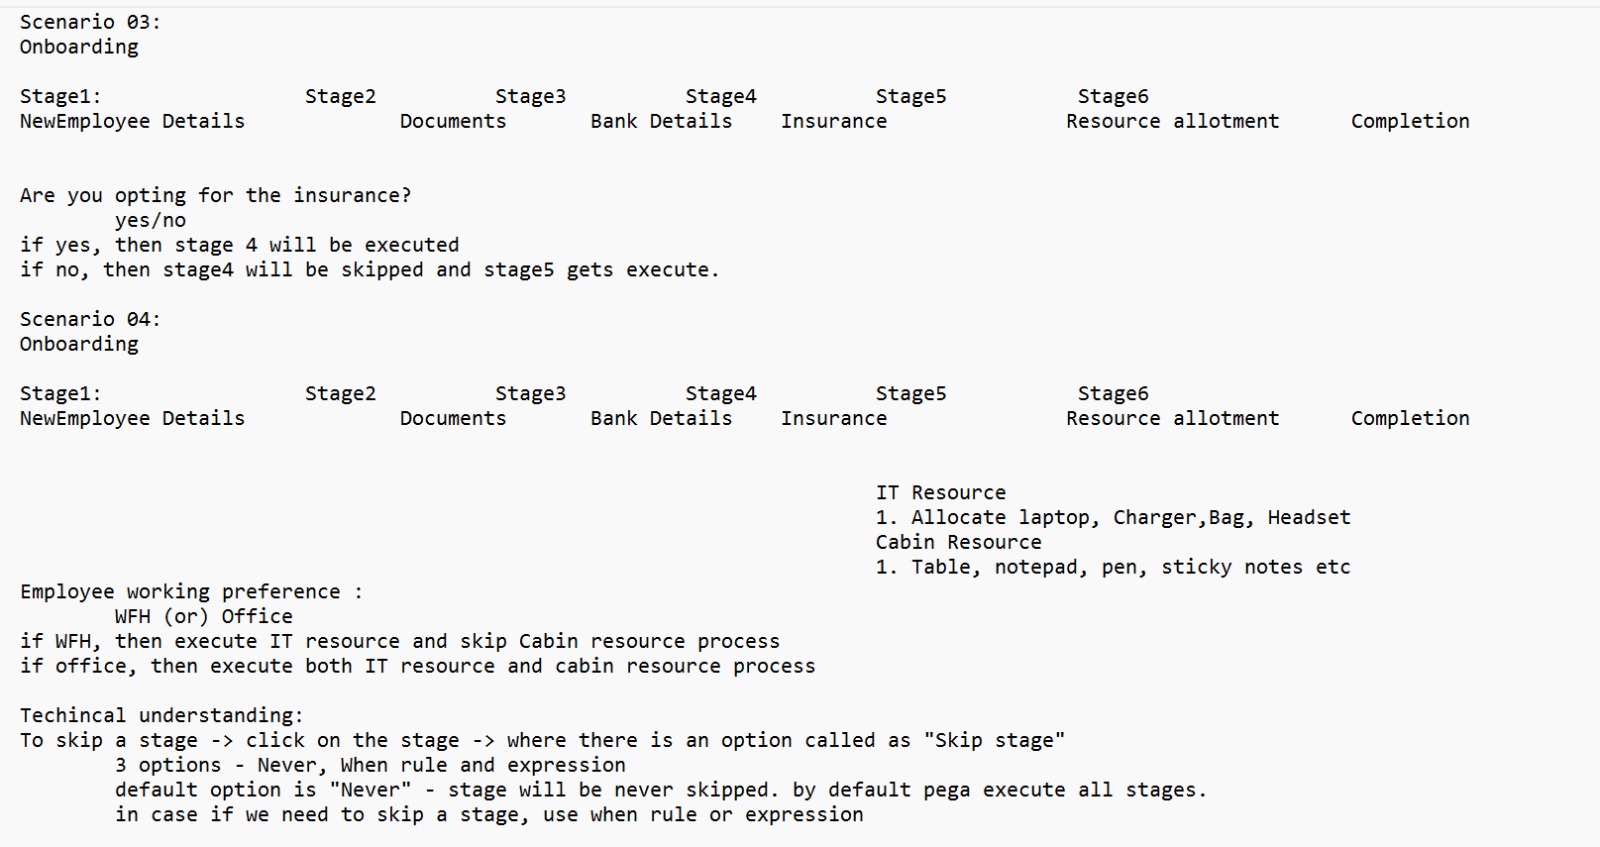 Scenario 03:
Onboarding
Stage1: Stage2 Stage3 Stage4 Stage5 Stage6
NewEmployee Details Documents Bank Details Insurance Resource allotment Completion
Are you opting for the insurance?
yes/no
if yes, then stage 4 will be executed
if no, then stage4 will be skipped and stage5 gets execute.
Scenario 04:
Onboarding
Stage1: Stage2 Stage3 Stage4 Stage5 Stage6
NewEmployee Details Documents Bank Details Insurance Resource allotment Completion
IT Resource
1. Allocate laptop, Charger,Bag, Headset
Cabin Resource
1. Table, notepad, pen, sticky notes etc
Employee working preference :
WFH (or) Office
if WFH, then execute IT resource and skip Cabin resource process
if office, then execute both IT resource and cabin resource process
Techincal understanding:
To skip a stage -> click on the stage -> where there is an option called as "Skip stage"
3 options - Never, When rule and expression
default option is "Never" - stage will be never skipped. by default pega execute all stages.
in case if we need to skip a stage, use when rule or expression